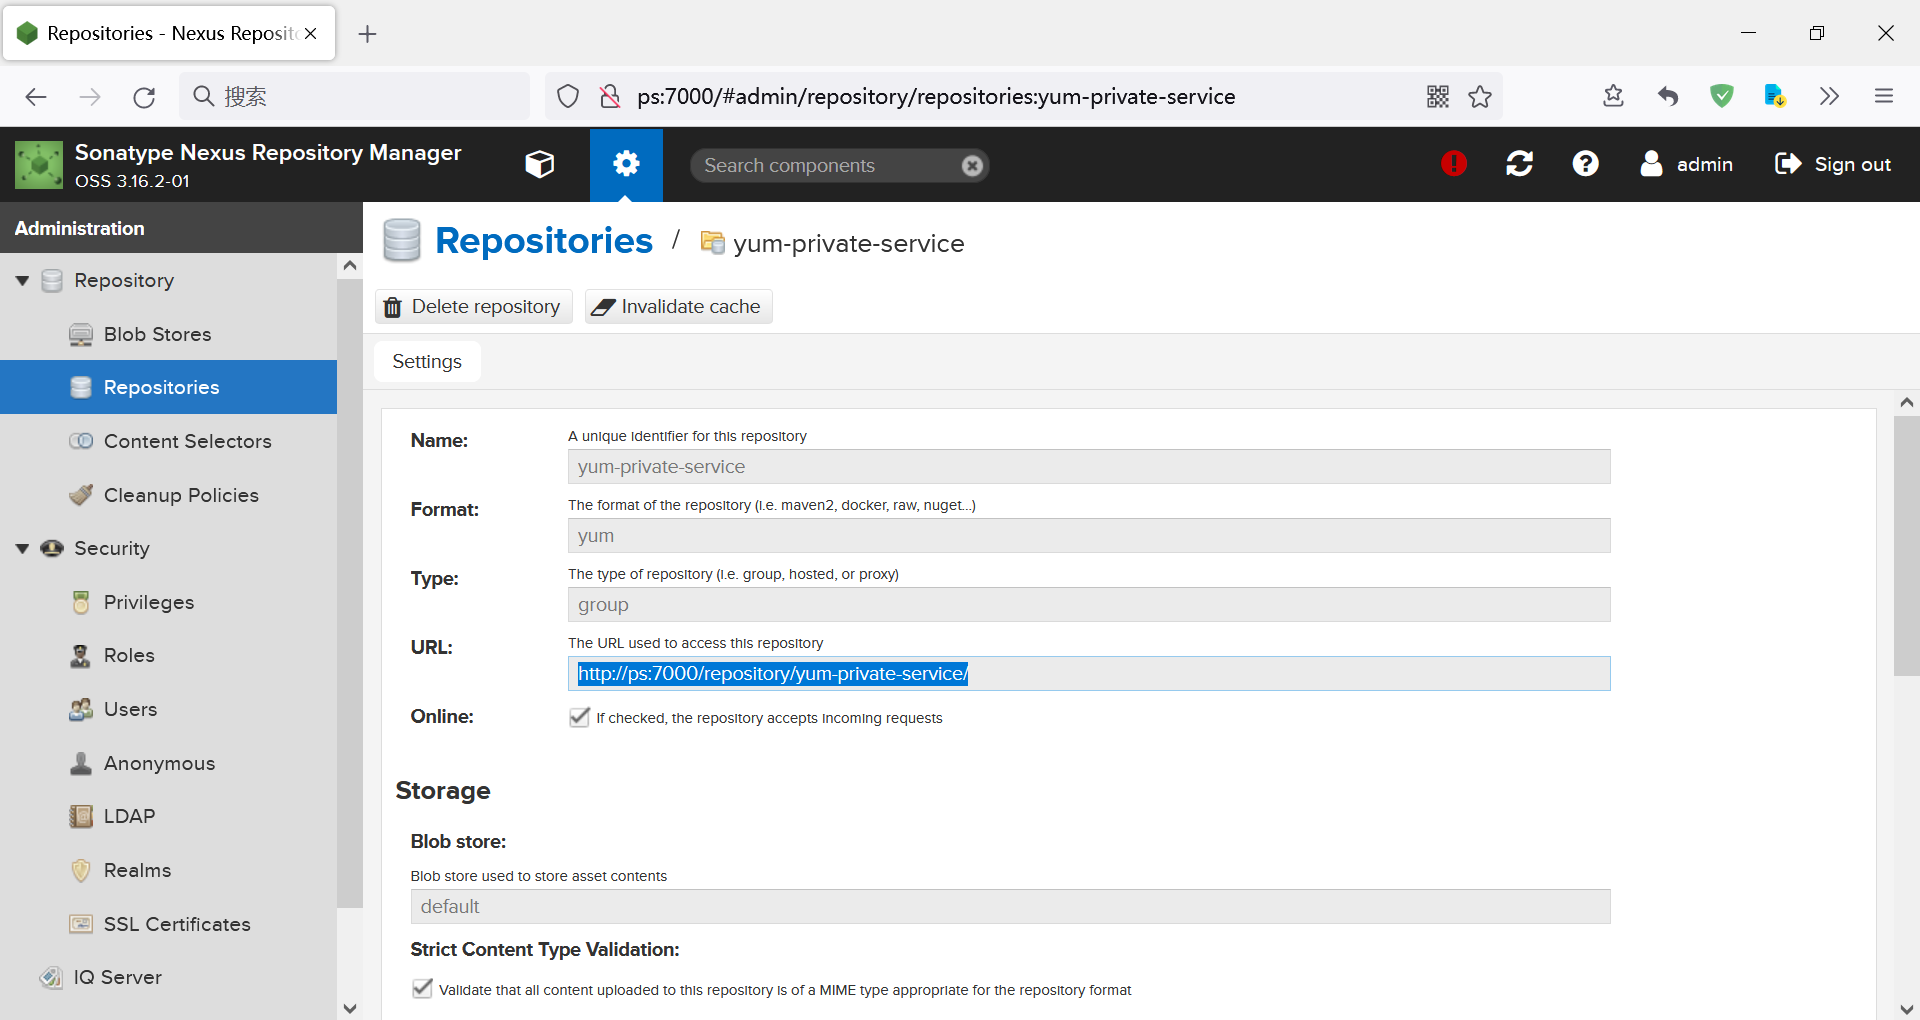 Repositories - Nexus Reposit
搜索
ps:7000/#admin/repository/repositories:yum-private-service
Sonatype Nexus Repository Manager
OSS 3.16.2-01
Search components
admin
Sign out
Administration
Repository
Blob Stores
Repositories
Content Selectors
Cleanup Policies
Security
Privileges
Roles
Users
Anonymous
LDAP
Realms
SSL Certificates
IQ Server
Repositories / yum-private-service
Delete repository
Invalidate cache
Settings
Name:
A unique identifier for this repository
yum-private-service
Format:
The format of the repository (i.e. maven2, docker, raw, nuget...)
yum
Type:
The type of repository (i.e. group, hosted, or proxy)
group
URL:
The URL used to access this repository
http://ps:7000/repository/yum-private-service/
Online:
If checked, the repository accepts incoming requests
Storage
Blob store:
Blob store used to store asset contents
default
Strict Content Type Validation:
Validate that all content uploaded to this repository is of a MIME type appropriate for the repository format